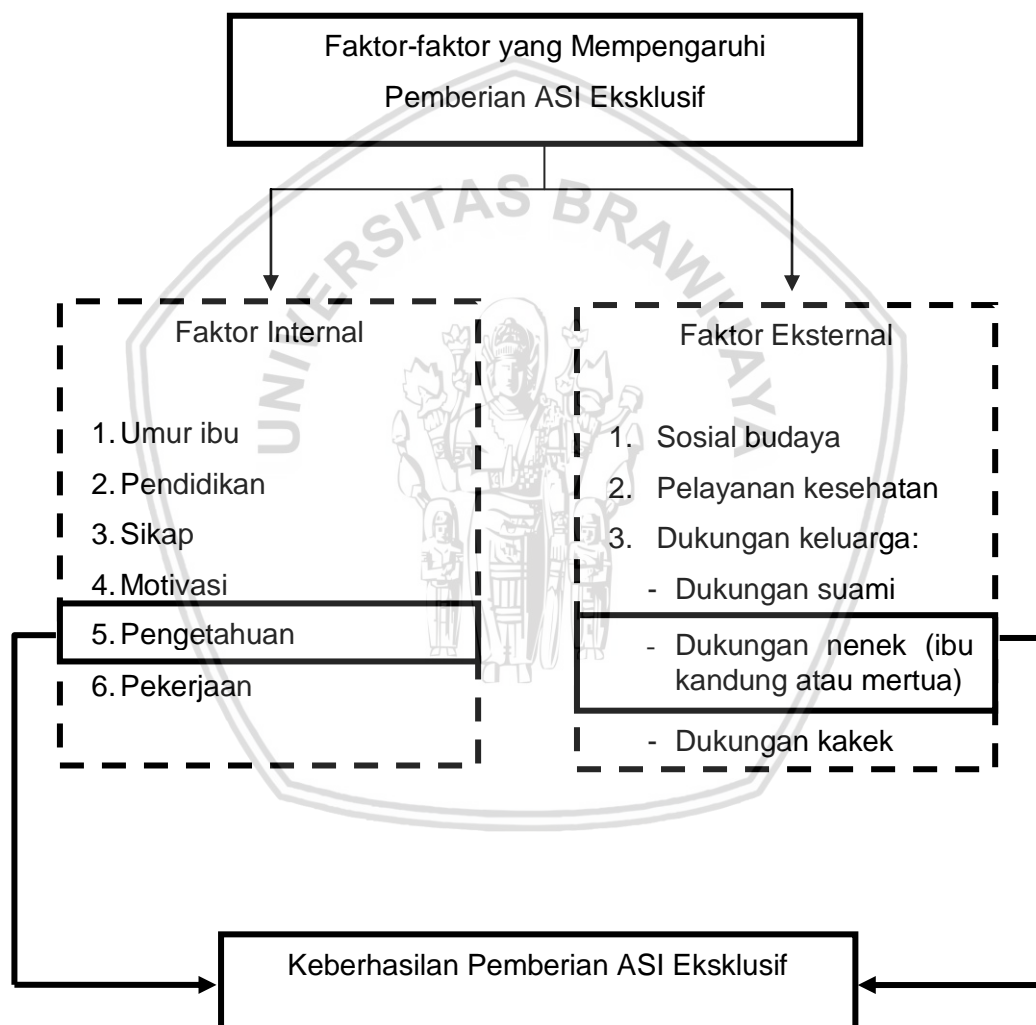 Faktor-faktor yang Mempengaruhi
Pemberian ASI Eksklusif
UNIVERSITAS BRAWIJAYA
Faktor Internal
1. Umur ibu
2. Pendidikan
3. Sikap
4. Motivasi
5. Pengetahuan
6. Pekerjaan
Faktor Eksternal
1. Sosial budaya
2. Pelayanan kesehatan
3. Dukungan keluarga:
- Dukungan suami
- Dukungan nenek (ibu
kandung atau mertua)
- Dukungan kakek
Keberhasilan Pemberian ASI Eksklusif